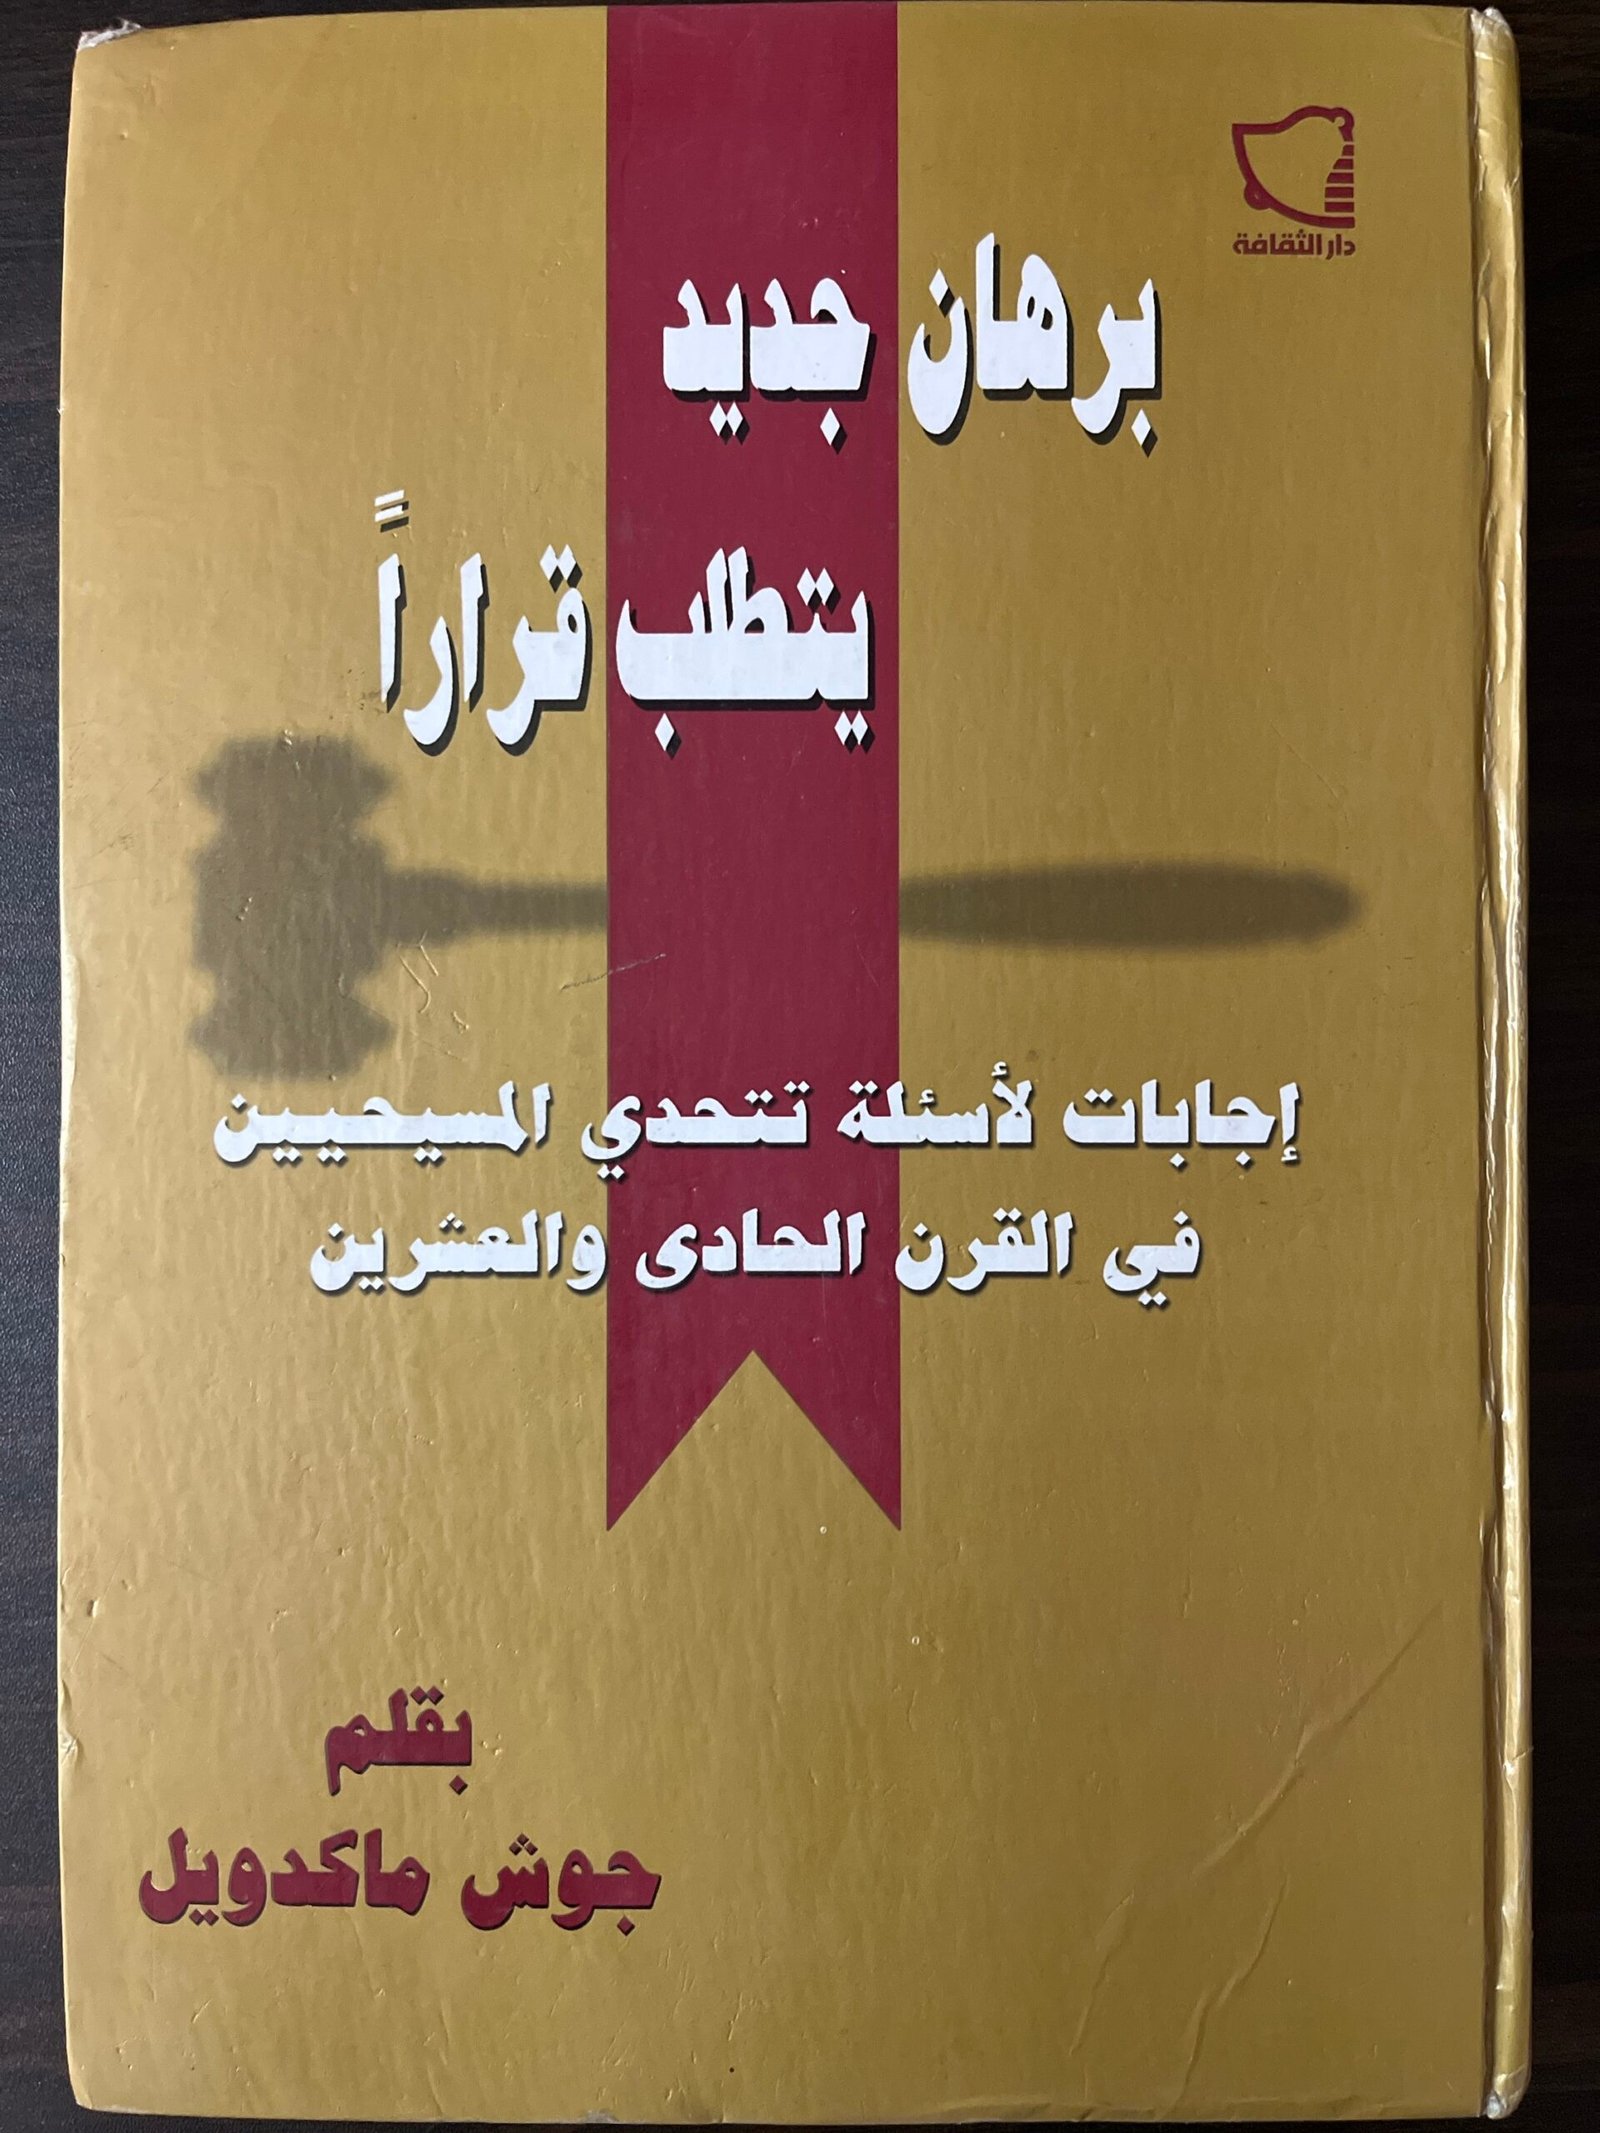 دار الثقافة
برهان جديد
يتطلب قراراً
إجابات لأسئلة تتحدي المسيحيين
في القرن الحادى والعشرين
بقلم
جوش ماكدويل